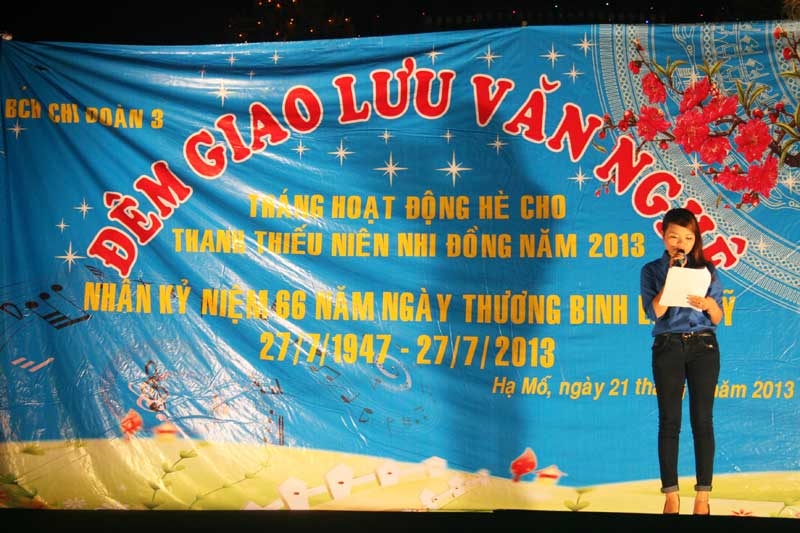 BCH CHI ĐOÀN 3
ĐÊM GIAO LƯU VĂN NGHỆ
THÁNG HOẠT ĐỘNG HÈ CHO
THANH THIẾU NIÊN NHI ĐỒNG NĂM 2013
NHÂN KỶ NIỆM 66 NĂM NGÀY THƯƠNG BINH
27/7/1947 - 27/7/2013
Hạ Mỗ, ngày 21 năm 2013